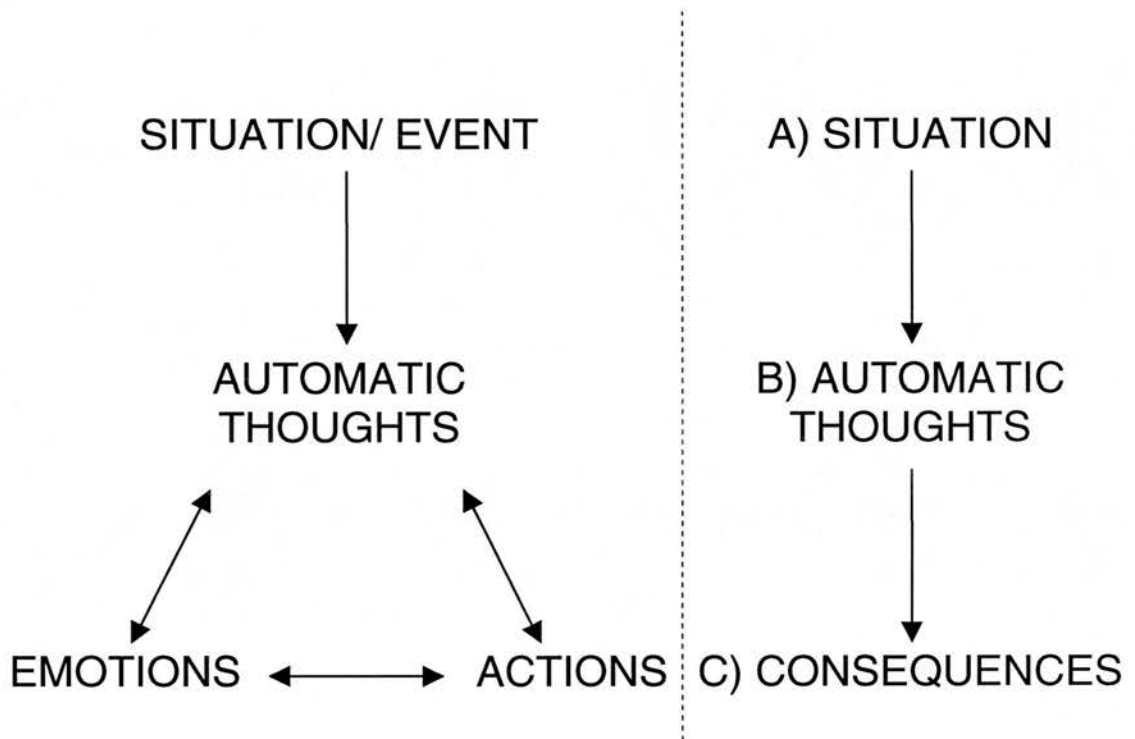 SITUATION/ EVENT
AUTOMATIC
THOUGHTS
EMOTIONS
ACTIONS
A) SITUATION
B) AUTOMATIC
THOUGHTS
C) CONSEQUENCES